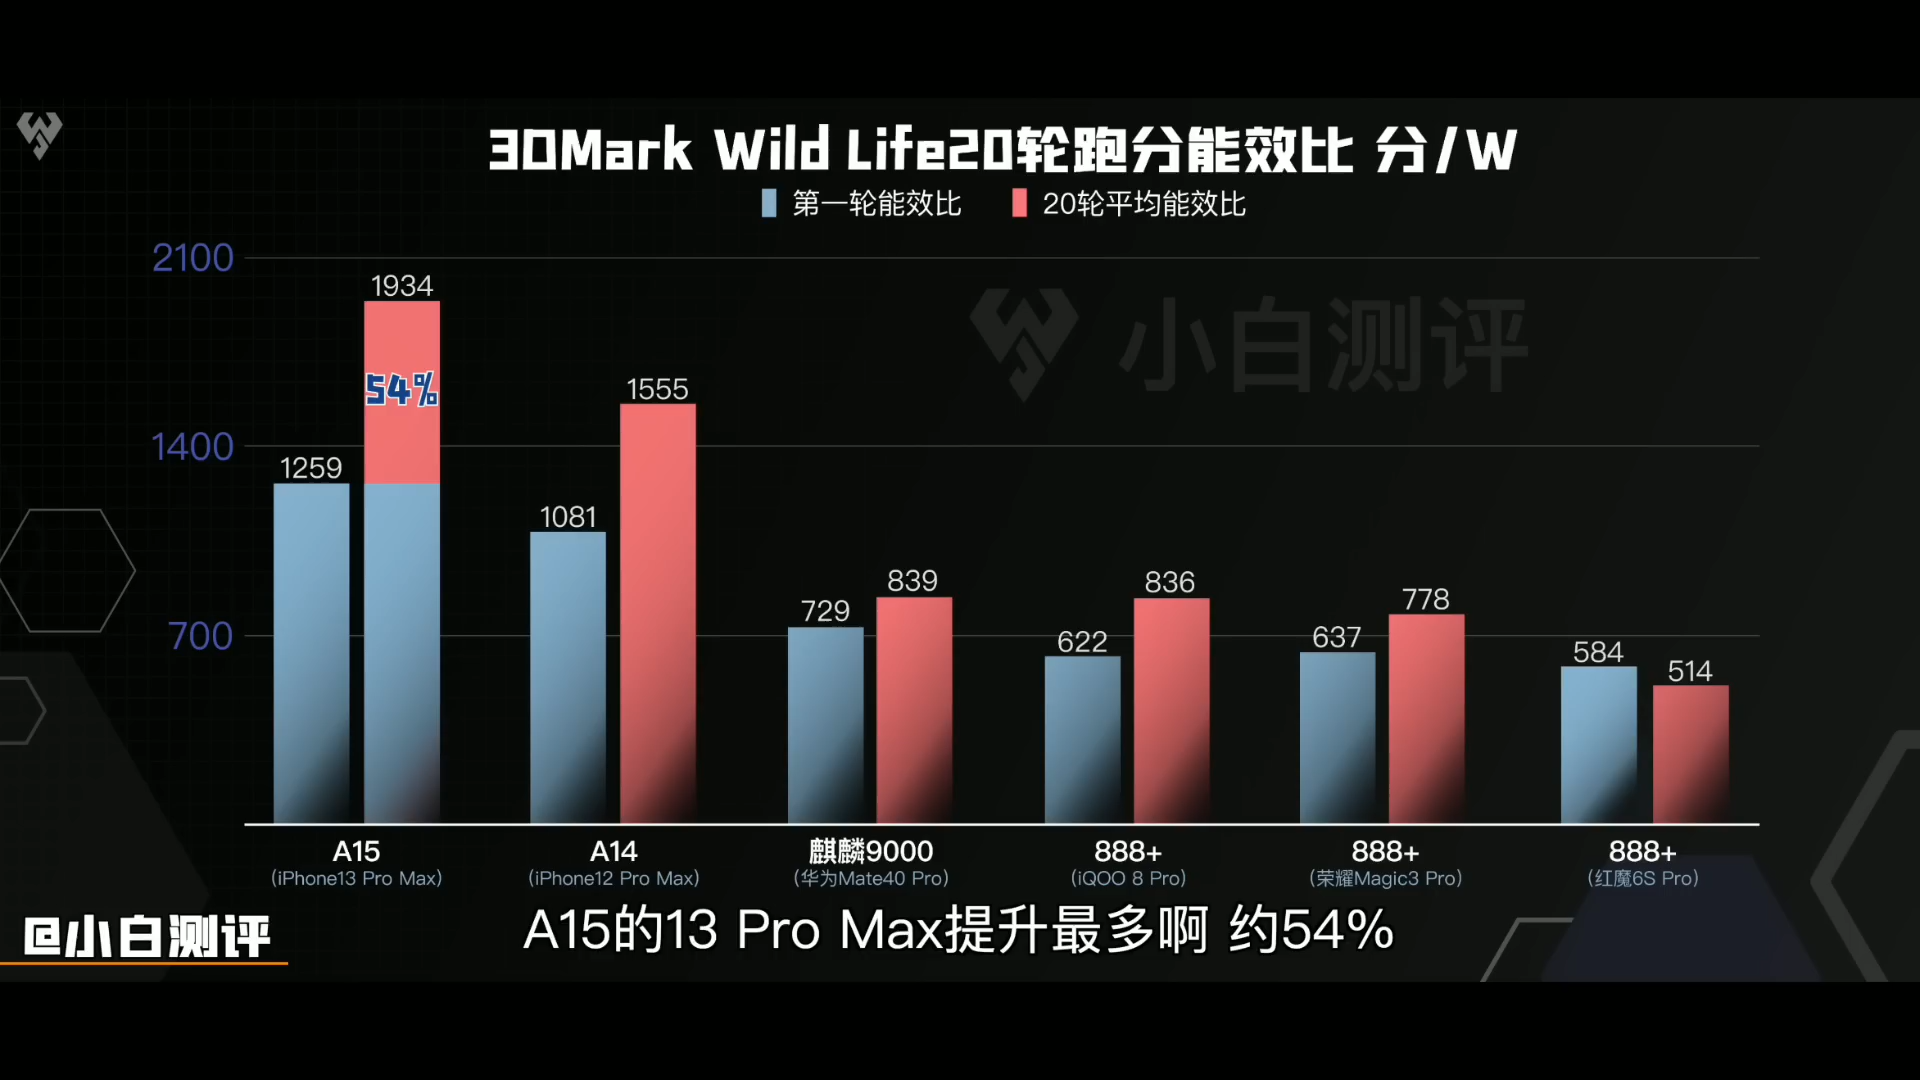 3DMark Wild Life20轮跑分能效比 分/W
第一轮能效比 20轮平均能效比
2100
1934
小白测评
54%
1555
1400
1259
1081
839
836
729
778
700
622
637
584
514
A15 A14 麒麟9000 888+ 888+ 888+
(iPhone13 Pro Max) (iPhone12 Pro Max) (华为Mate40 Pro) (iQOO 8 Pro) (荣耀Magic3 Pro) (红魔6S Pro)
@小白测评
A15的13 Pro Max提升最多啊 约54%